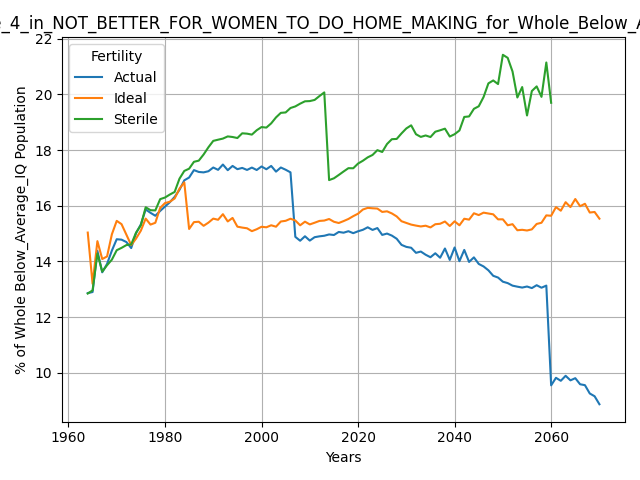 _4_in_NOT_BETTER_FOR_WOMEN_TO_DO_HOME_MAKING_for_Whole_Below_A
22
20
18
16
14
12
10
% of Whole Below_Average_IQ Population
Fertility
Actual
Ideal
Sterile
1960 1980 2000 2020 2040 2060
Years